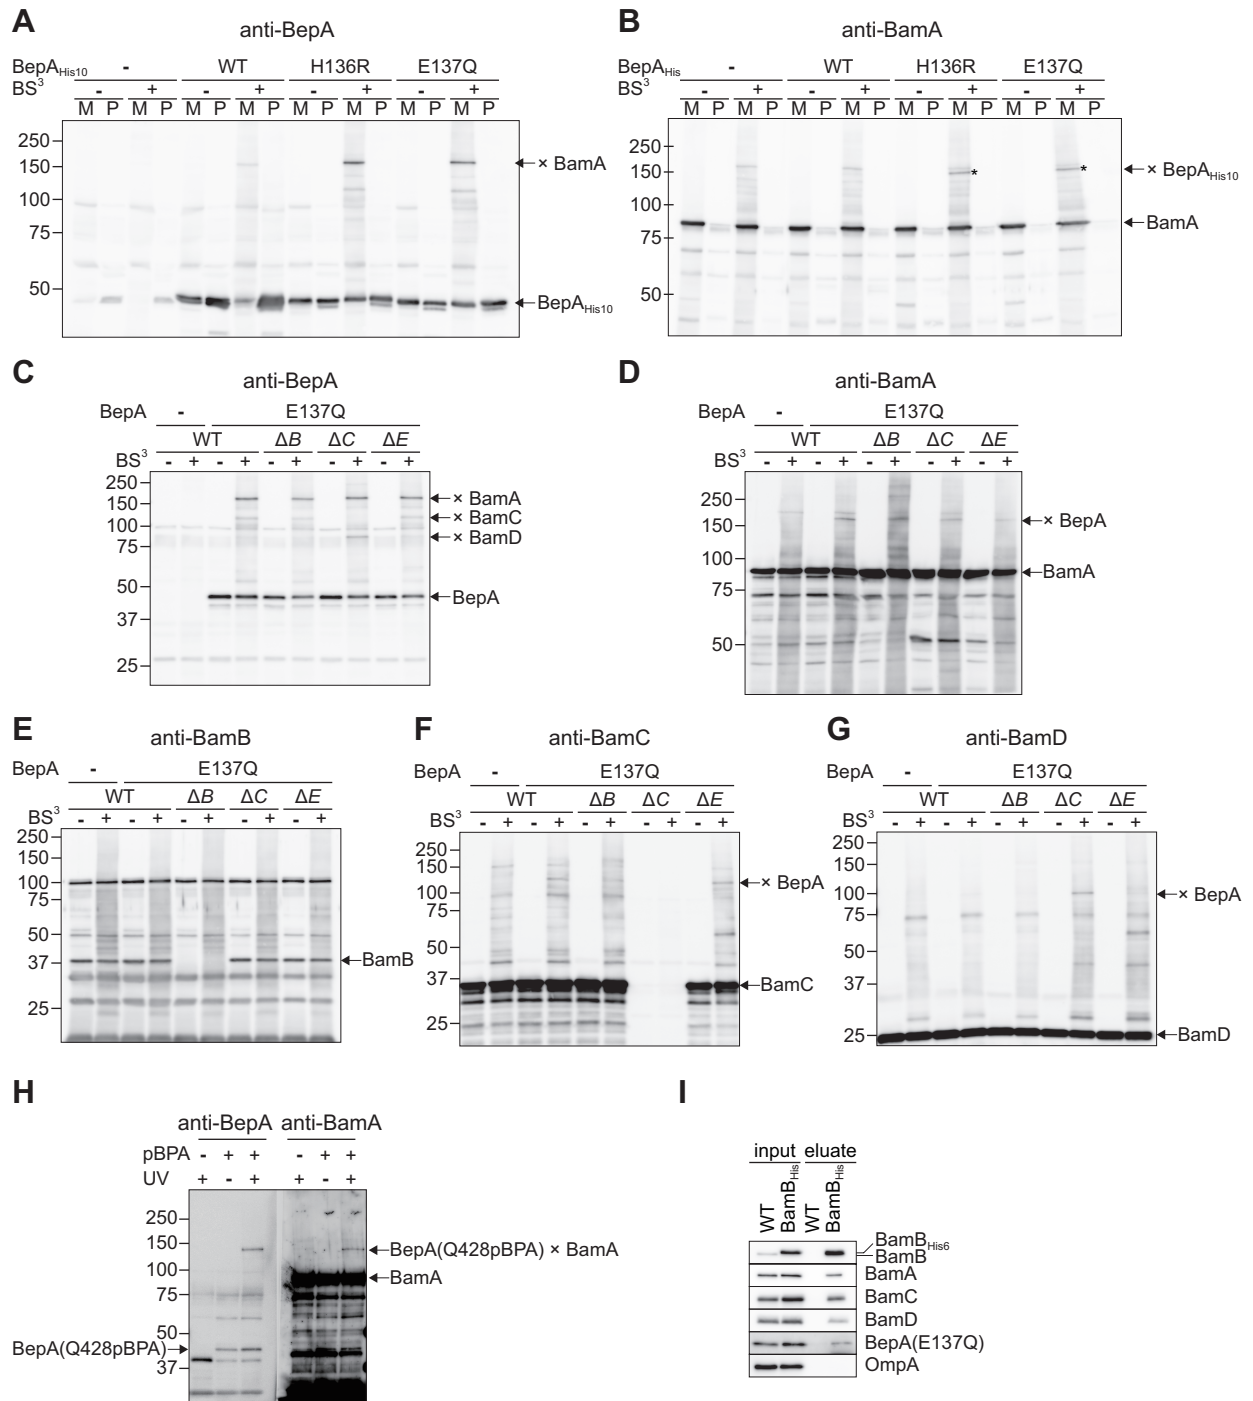 A
anti-BepA
BepAHis10 - WT H136R E137Q
BS3 - + - + - + - +
M P M P M P M P M P M P M P M P
250
150
100
75
50
× BamA
BepAHis10
B
anti-BamA
BepAHis - WT H136R E137Q
BS3 - + - + - + - +
M P M P M P M P M P M P M P M P
250
150
100
75
50
*
*
× BepAHis10
BamA
C
anti-BepA
BepA - E137Q
WT ΔB ΔC ΔE
BS3 - + - + - + - + - +
250
150
100
75
50
37
25
× BamA
× BamC
× BamD
BepA
D
anti-BamA
BepA - E137Q
WT ΔB ΔC ΔE
BS3 - + - + - + - + - +
250
150
100
75
50
× BepA
BamA
E
anti-BamB
BepA - E137Q
WT ΔB ΔC ΔE
BS3 - + - + - + - + - +
250
150
100
75
50
37
25
BamB
F
anti-BamC
BepA - E137Q
WT ΔB ΔC ΔE
BS3 - + - + - + - + - +
250
150
100
75
50
37
25
× BepA
BamC
G
anti-BamD
BepA - E137Q
WT ΔB ΔC ΔE
BS3 - + - + - + - + - +
250
150
100
75
50
37
25
× BepA
BamD
H
anti-BepA anti-BamA
pBPA - + + - + +
UV + - + + - +
250
150
100
75
50
37
BepA(Q428pBPA) × BamA
BamA
BepA(Q428pBPA)
I
input eluate
WT BamBHis WT BamBHis
BamBHis6
BamB
BamA
BamC
BamD
BepA(E137Q)
OmpA